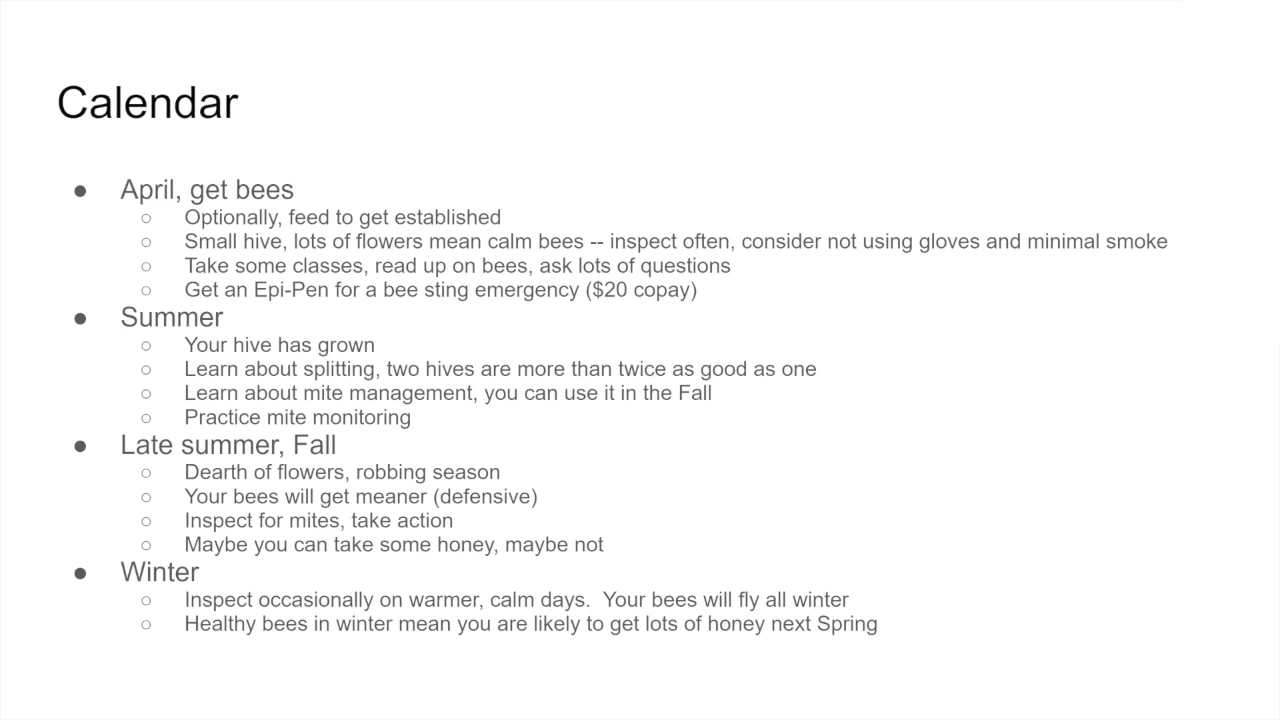 Calendar
● April, get bees
○ Optionally, feed to get established
○ Small hive, lots of flowers mean calm bees -- inspect often, consider not using gloves and minimal smoke
○ Take some classes, read up on bees, ask lots of questions
○ Get an Epi-Pen for a bee sting emergency ($20 copay)
● Summer
○ Your hive has grown
○ Learn about splitting, two hives are more than twice as good as one
○ Learn about mite management, you can use it in the Fall
○ Practice mite monitoring
● Late summer, Fall
○ Dearth of flowers, robbing season
○ Your bees will get meaner (defensive)
○ Inspect for mites, take action
○ Maybe you can take some honey, maybe not
● Winter
○ Inspect occasionally on warmer, calm days.  Your bees will fly all winter
○ Healthy bees in winter mean you are likely to get lots of honey next Spring